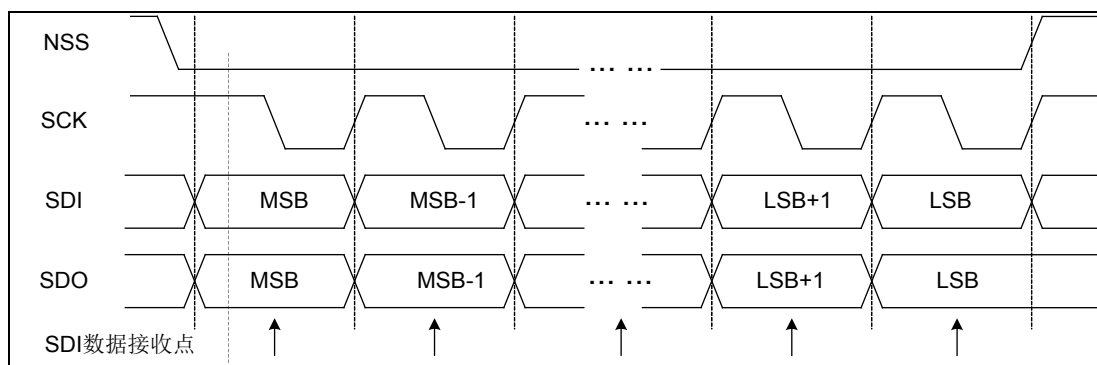 NSS
... ...
SCK
... ...
SDI MSB MSB-1 ... ... LSB+1 LSB
SDO MSB MSB-1 ... ... LSB+1 LSB
SDI数据接收点